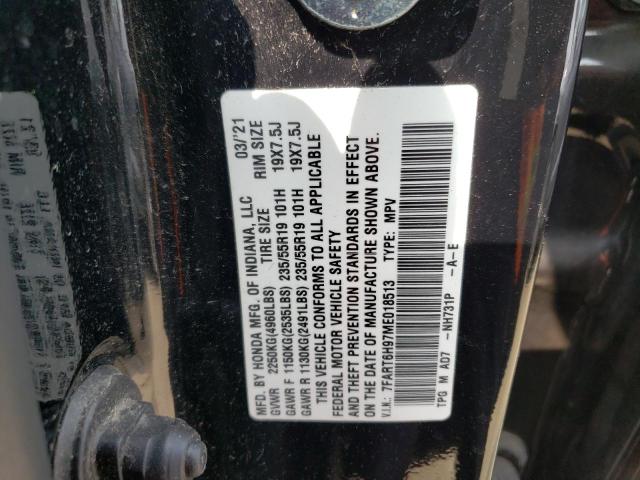 MFD. BY HONDA MFG. OF INDIANA, LLC 03/'21
GVWR 2250KG(4960LBS) TIRE SIZE RIM SIZE
GAWR F 1150KG(2535LBS) 235/55R19 101H 19X7.5J
GAWR R 1130KG(2491LBS) 235/55R19 101H 19X7.5J
THIS VEHICLE CONFORMS TO ALL APPLICABLE
FEDERAL MOTOR VEHICLE SAFETY
AND THEFT PREVENTION STANDARDS IN EFFECT
ON THE DATE OF MANUFACTURE SHOWN ABOVE.
V.I.N.: 7FART6H97ME018513 TYPE: MPV
TPG M AD7 -NH731P -A-E